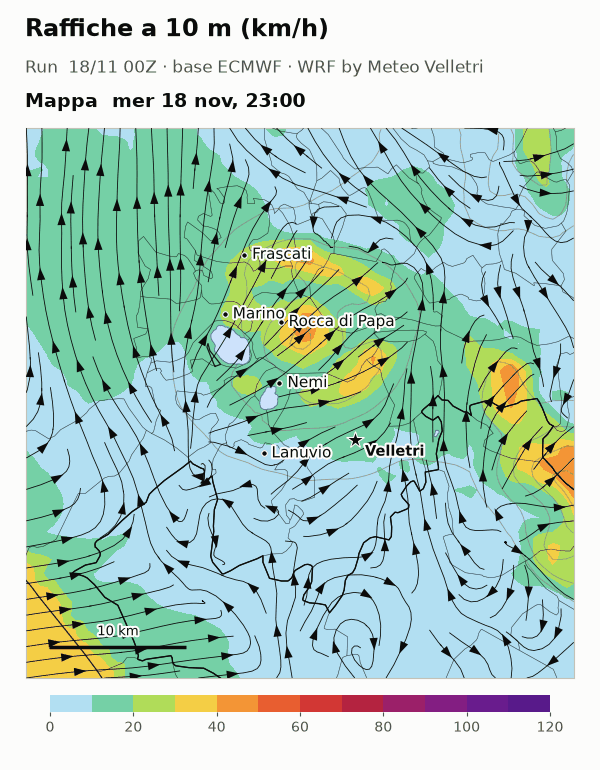 Raffiche a 10 m (km/h)
Run  18/11 00Z · base ECMWF · WRF by Meteo Velletri
Mappa  mer 18 nov, 23:00
Frascati
Marino
Rocca di Papa
Nemi
Velletri
Lanuvio
10 km
0 20 40 60 80 100 120